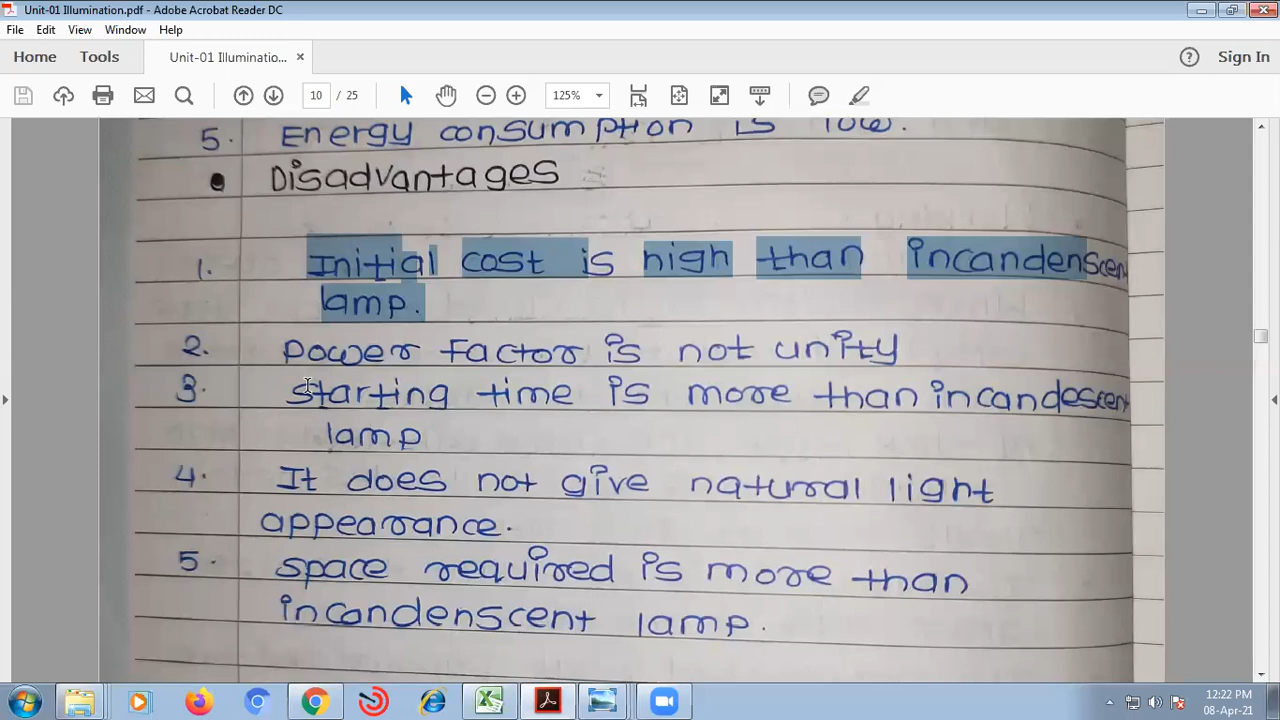 Unit-01 Illumination.pdf - Adobe Acrobat Reader DC
File Edit View Window Help
Home Tools Unit-01 Illuminatio... × Sign In
10 / 25 125%
5. Energy consumption is low.
• Disadvantages
1. Initial cost is high than incandenscent
lamp.
2. Power factor is not unity
3. starting time is more than incandescent
lamp
4. It does not give natural light
appearance.
5. space required is more than
incandenscent lamp.
12:22 PM
08-Apr-21